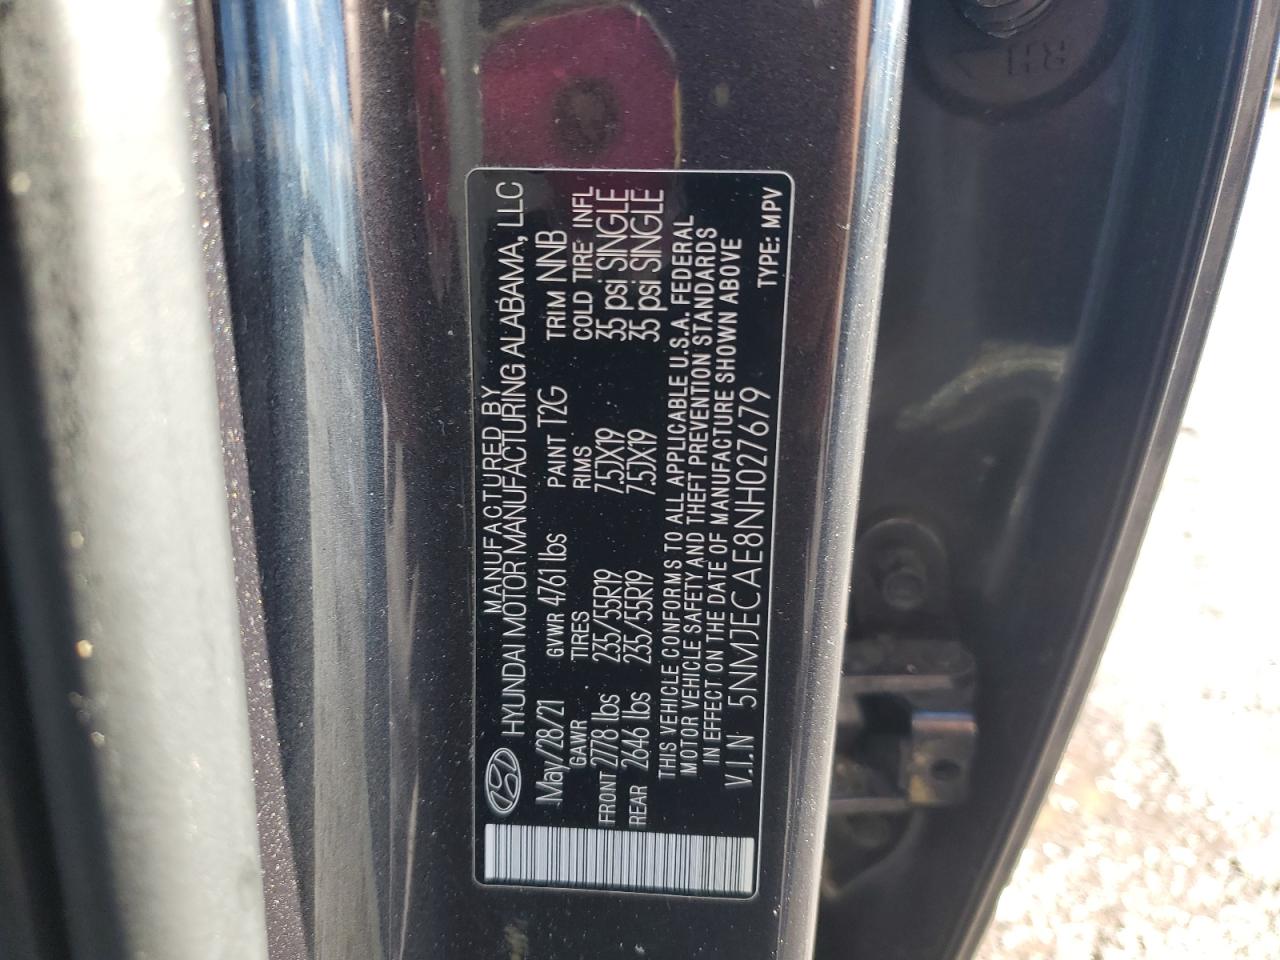 MANUFACTURED BY
HYUNDAI MOTOR MANUFACTURING ALABAMA, LLC
May/28/21 GVWR 4761 lbs PAINT T2G TRIM NNB
GAWR TIRES RIMS COLD TIRE INFL
FRONT 2778 lbs 235/55R19 7.5JX19 35 psi SINGLE
REAR 2646 lbs 235/55R19 7.5JX19 35 psi SINGLE
THIS VEHICLE CONFORMS TO ALL APPLICABLE U.S.A. FEDERAL
MOTOR VEHICLE SAFETY AND THEFT PREVENTION STANDARDS
IN EFFECT ON THE DATE OF MANUFACTURE SHOWN ABOVE
V.I.N 5NMJECAE8NH027679
TYPE: MPV
RH